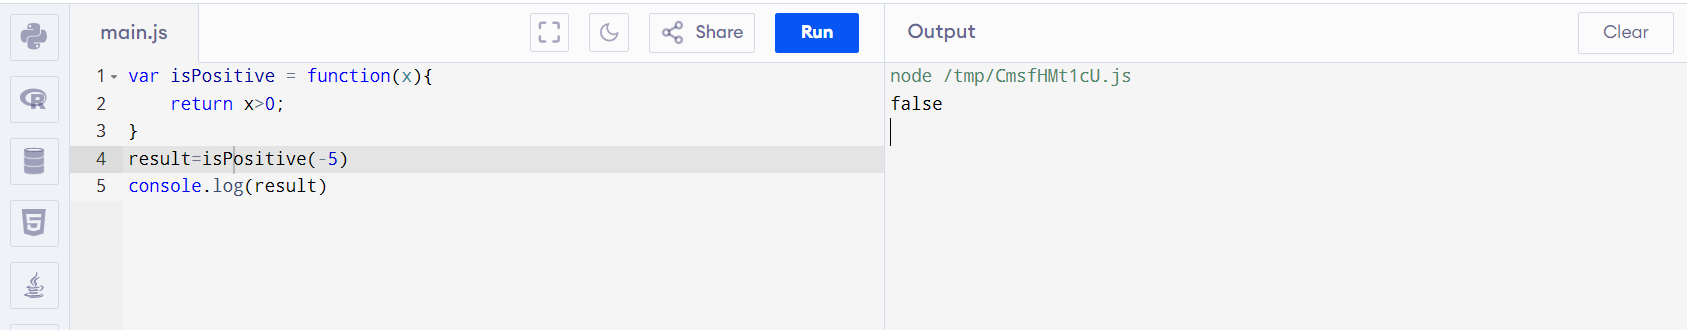 main.js
Share
Run
Output
Clear
1 var isPositive = function(x){
2     return x>0;
3 }
4 result=isPositive(-5)
5 console.log(result)
node /tmp/CmsfHMt1cU.js
false